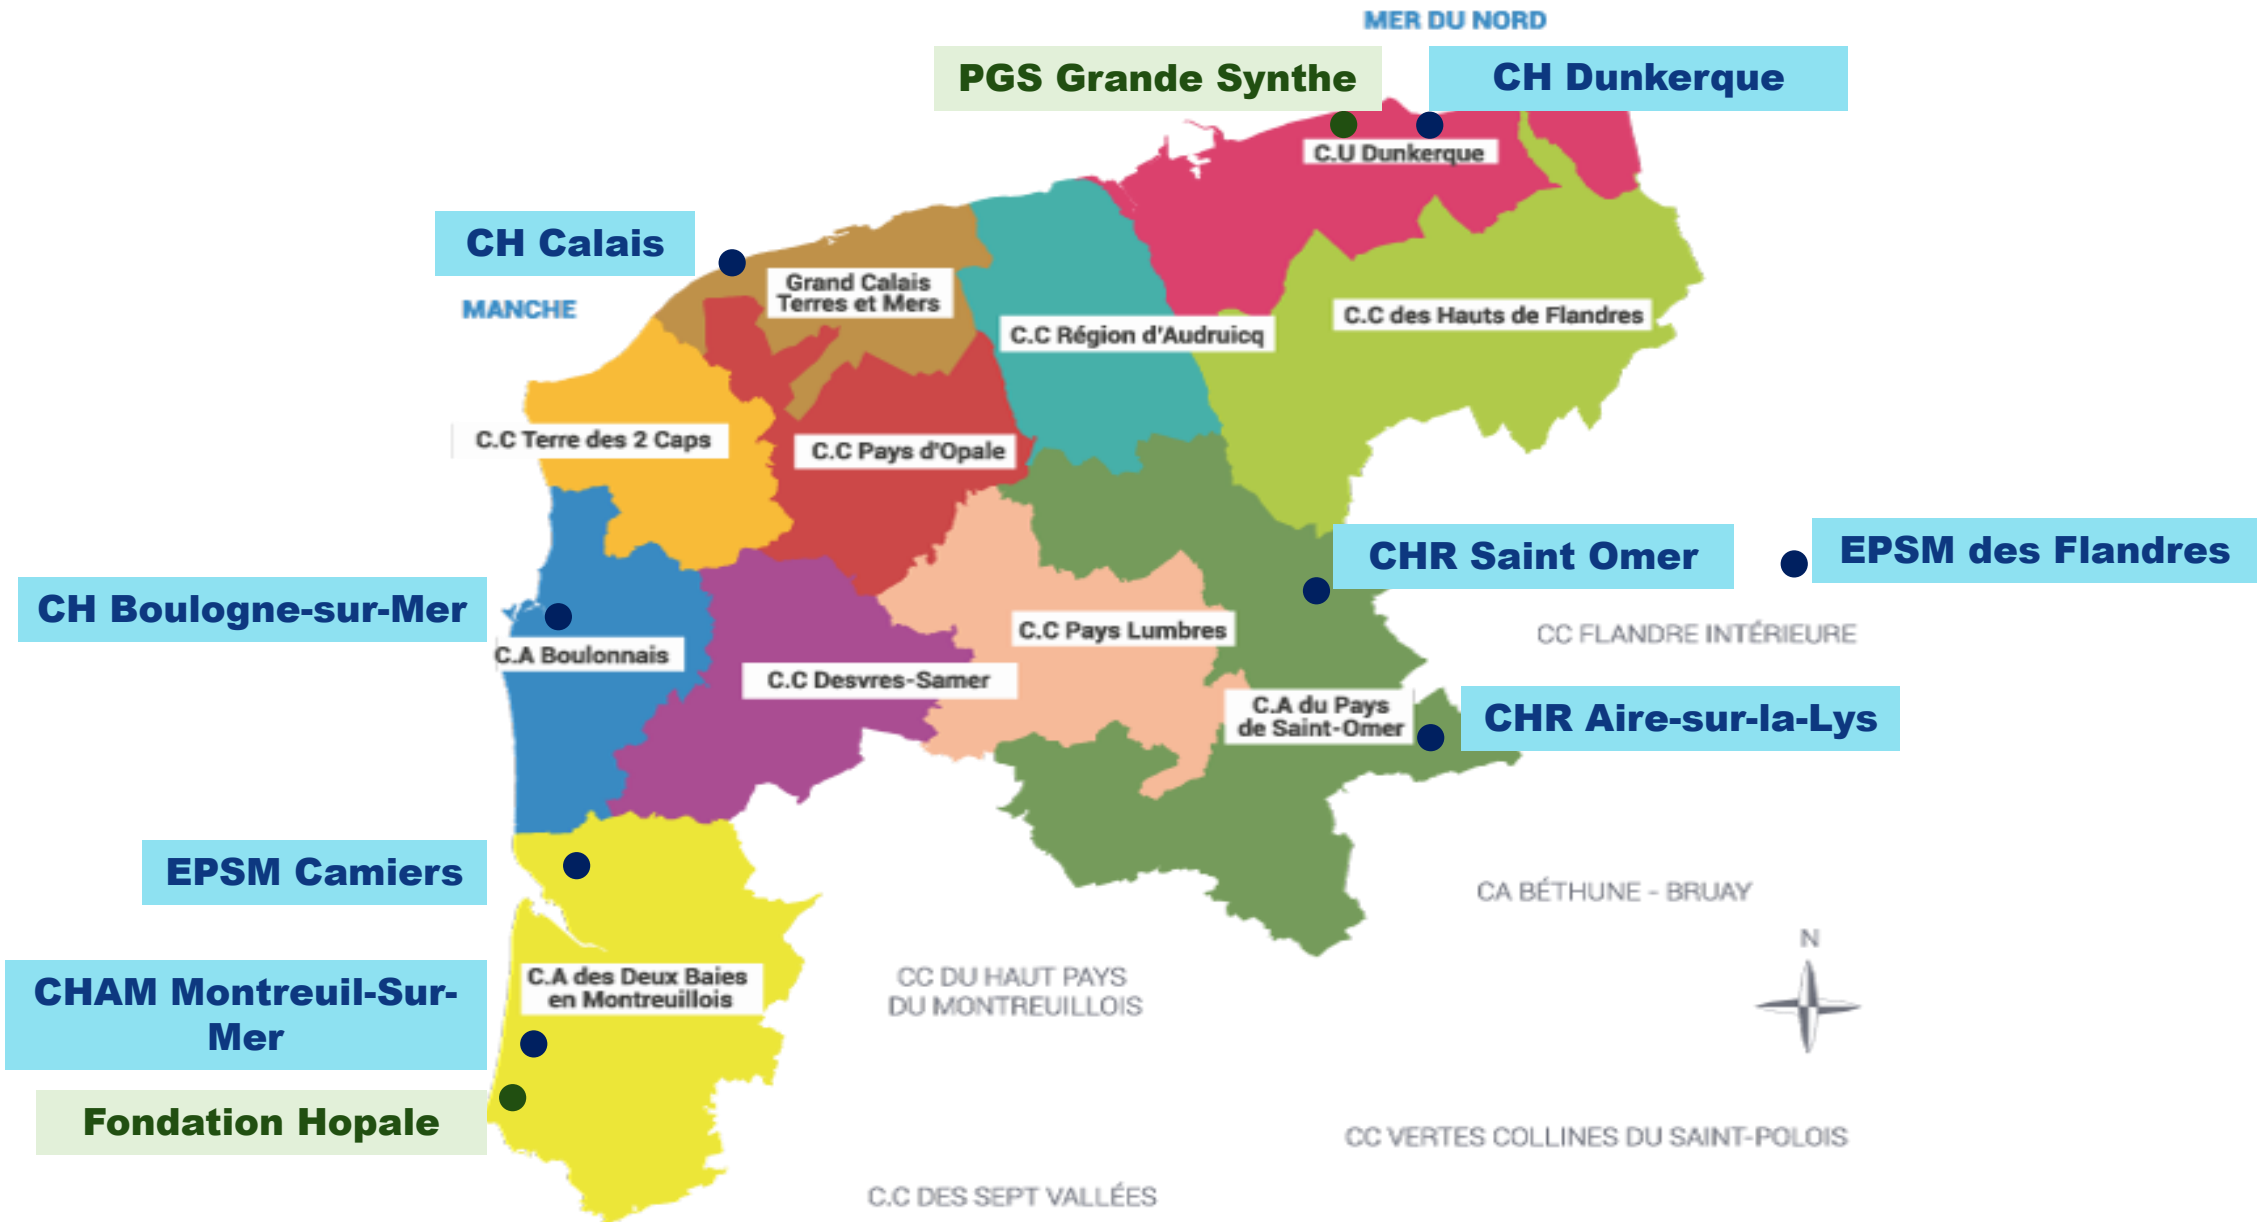 MER DU NORD
PGS Grande Synthe
CH Dunkerque
C.U Dunkerque
CH Calais
MANCHE
Grand Calais
Terres et Mers
C.C Région d'Audruicq
C.C des Hauts de Flandres
C.C Terre des 2 Caps
C.C Pays d'Opale
CHR Saint Omer
EPSM des Flandres
CH Boulogne-sur-Mer
C.C Pays Lumbres
CC FLANDRE INTÉRIEURE
C.A Boulonnais
C.C Desvres-Samer
C.A du Pays
de Saint-Omer
CHR Aire-sur-la-Lys
EPSM Camiers
CA BÉTHUNE - BRUAY
N
C.A des Deux Baies
en Montreuillois
CC DU HAUT PAYS
DU MONTREUILLOIS
CHAM Montreuil-Sur-
Mer
Fondation Hopale
CC VERTES COLLINES DU SAINT-POLOIS
C.C DES SEPT VALLÉES